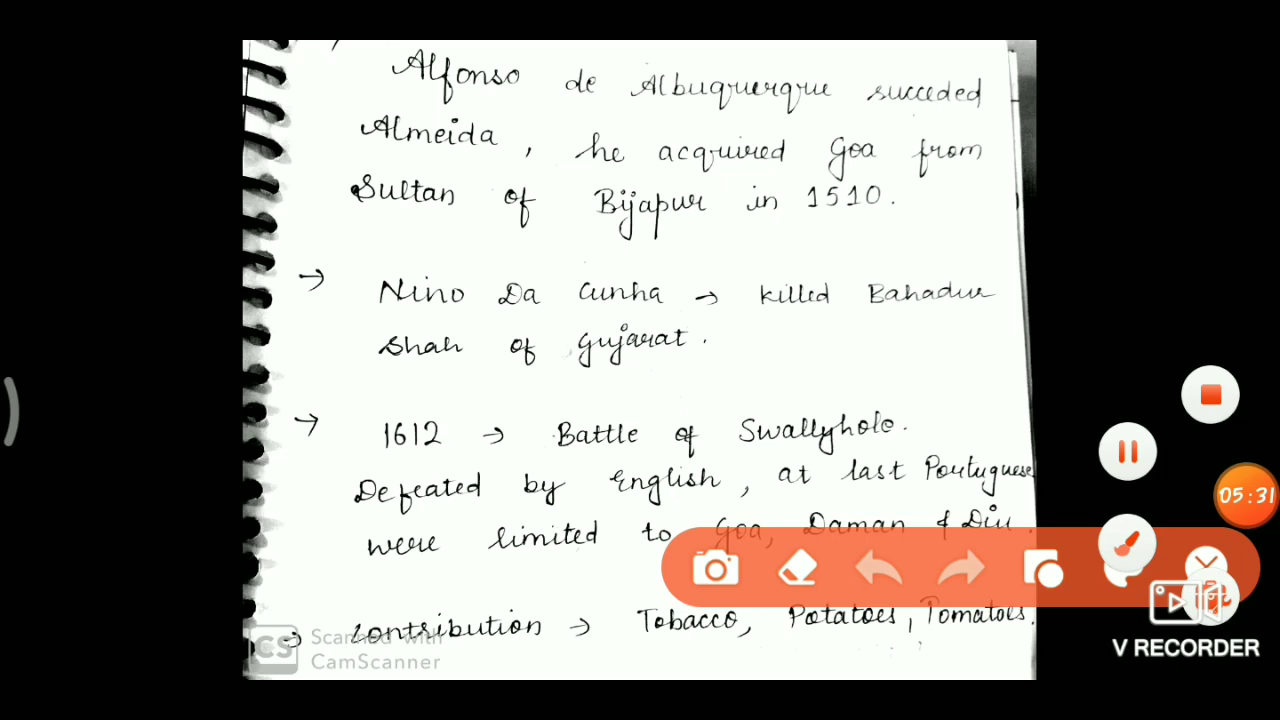 Alfonso de Albuquerque succeded
Almeida, he acquired Goa from
Sultan of Bijapur in 1510.
→ Nino Da Cunha → killed Bahadur
Shah of Gujarat.
→ 1612 → Battle of Swallyhole.
Defeated by English, at last Portuguese
were limited to Goa, Daman & Diu.
→ Contribution → Tobacco, Potatoes, Tomatoes.
CS Scanned with
CamScanner
05:31
V RECORDER